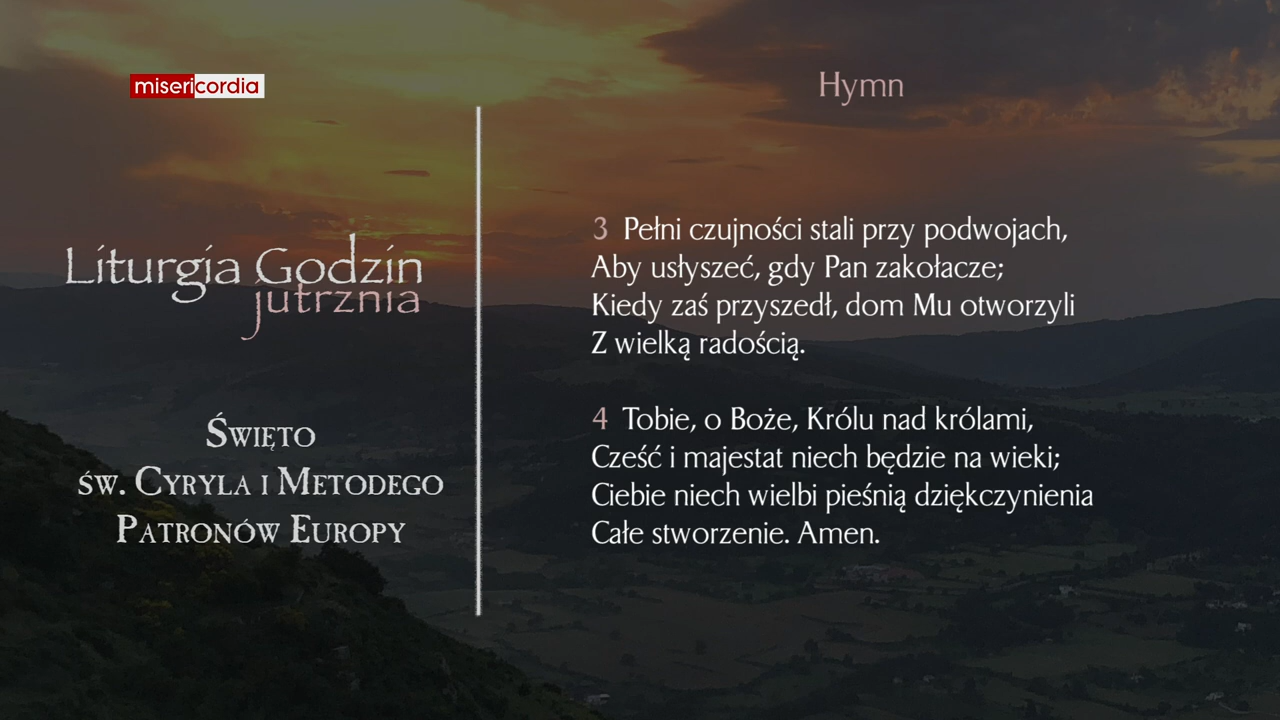 misericordia
Liturgia Godzin
jutrznia
Święto
św. Cyryla i Metodego
Patronów Europy
Hymn
3 Pełni czujności stali przy podwojach,
Aby usłyszeć, gdy Pan zakołacze;
Kiedy zaś przyszedł, dom Mu otworzyli
Z wielką radością.
4 Tobie, o Boże, Królu nad królami,
Cześć i majestat niech będzie na wieki;
Ciebie niech wielbi pieśnią dziękczynienia
Całe stworzenie. Amen.